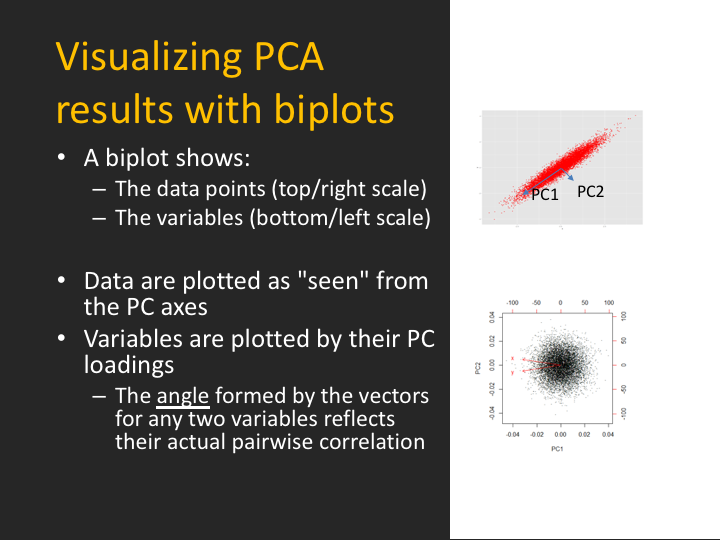 Visualizing PCA
results with biplots
• A biplot shows:
– The data points (top/right scale)
– The variables (bottom/left scale)
• Data are plotted as "seen" from
the PC axes
• Variables are plotted by their PC
loadings
– The angle formed by the vectors
for any two variables reflects
their actual pairwise correlation
PC1
PC2
-100 -50 0 50 100
0.04
0.02
0.00
-0.02
-0.04
PC2
x
y
100
50
0
-50
-100
-0.04 -0.02 0.00 0.02 0.04
PC1